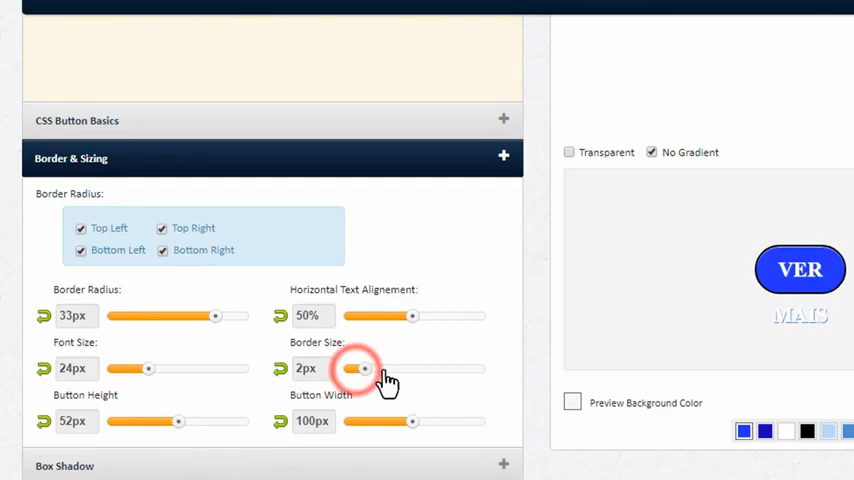 CSS Button Basics
Border & Sizing
Border Radius:
Top Left
Top Right
Bottom Left
Bottom Right
Border Radius:
Horizontal Text Alignement:
33px
50%
Font Size:
Border Size:
24px
2px
Button Height
Button Width
52px
100px
Box Shadow
Transparent
No Gradient
VER
MAIS
Preview Background Color